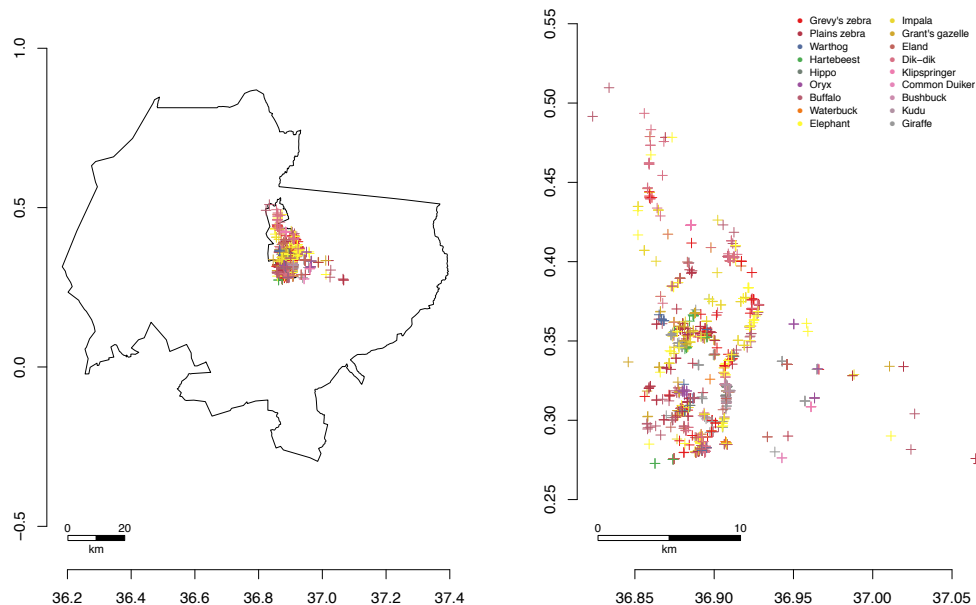 1.0
0.5
0.0
−0.5
0 20
km
36.2 36.4 36.6 36.8 37.0 37.2 37.4
0.55
0.50
0.45
0.40
0.35
0.30
0.25
Grevy's zebra
Plains zebra
Warthog
Hartebeest
Hippo
Oryx
Buffalo
Waterbuck
Elephant
Impala
Grant's gazelle
Eland
Dik−dik
Klipspringer
Common Duiker
Bushbuck
Kudu
Giraffe
0 10
km
36.85 36.90 36.95 37.00 37.05